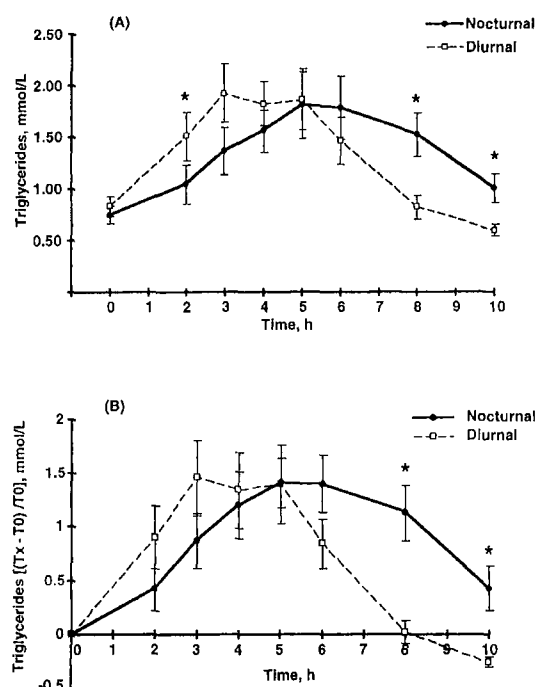 (A)
Nocturnal
Diurnal
Triglycerides, mmol/L
2.50
2.00
1.50
1.00
0.50
*
*
*
0 1 2 3 4 5 6 7 8 9 10
Time, h
(B)
Nocturnal
Diurnal
Triglycerides [(Tx - T0) /T0], mmol/L
2
1.5
1
0.5
0
-0.5
*
*
0 1 2 3 4 5 6 7 8 9 10
Time, h